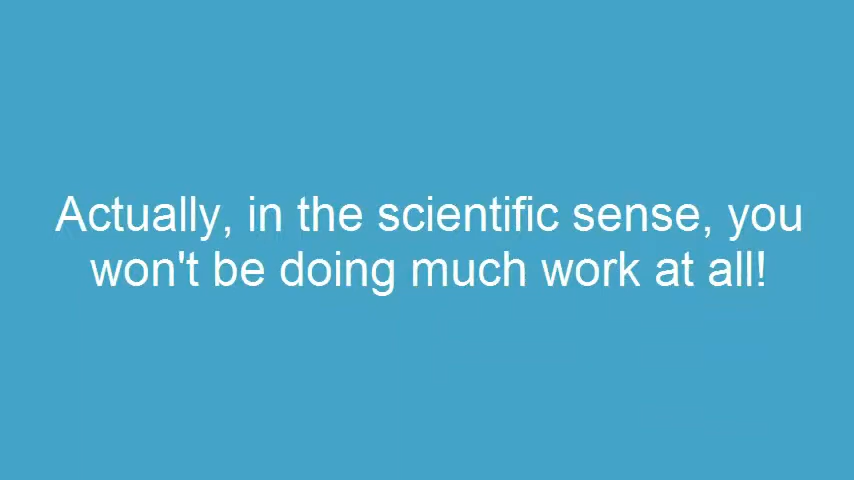 Actually, in the scientific sense, you
won't be doing much work at all!